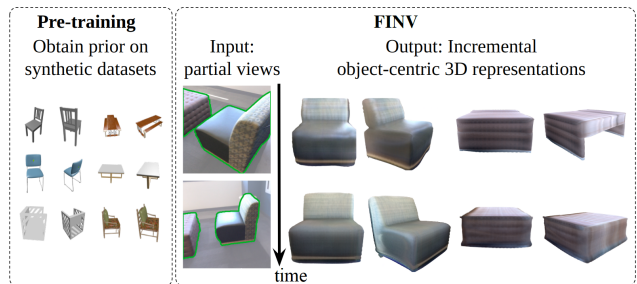 Pre-training
Obtain prior on
synthetic datasets
FINV
Input:
partial views
Output: Incremental
object-centric 3D representations
time